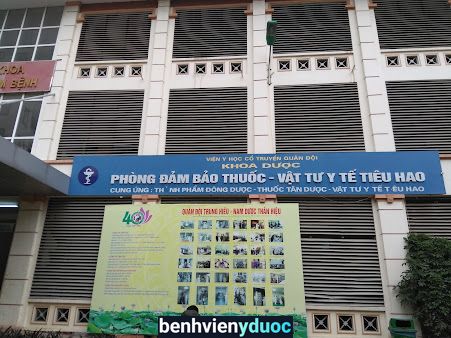 KHOA
M BỆNH
VIỆN Y HỌC CỔ TRUYỀN QUÂN ĐỘI
KHOA DƯỢC
PHÒNG ĐẢM BẢO THUỐC - VẬT TƯ Y TẾ TIÊU HAO
CUNG ỨNG : TH NH PHẨM ĐÔNG DƯỢC - THUỐC TÂN DƯỢC - VẬT TƯ Y TẾ T ÊU HAO
40
QUÂN ĐỘI TRUNG HIẾU - NAM DƯỢC THẦN HIỆU
benhvienyduoc